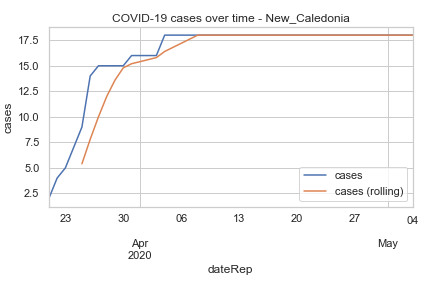 COVID-19 cases over time - New_Caledonia
17.5
15.0
12.5
10.0
7.5
5.0
2.5
cases
cases
cases (rolling)
23 30 06 13 20 27 04
Apr May
2020
dateRep